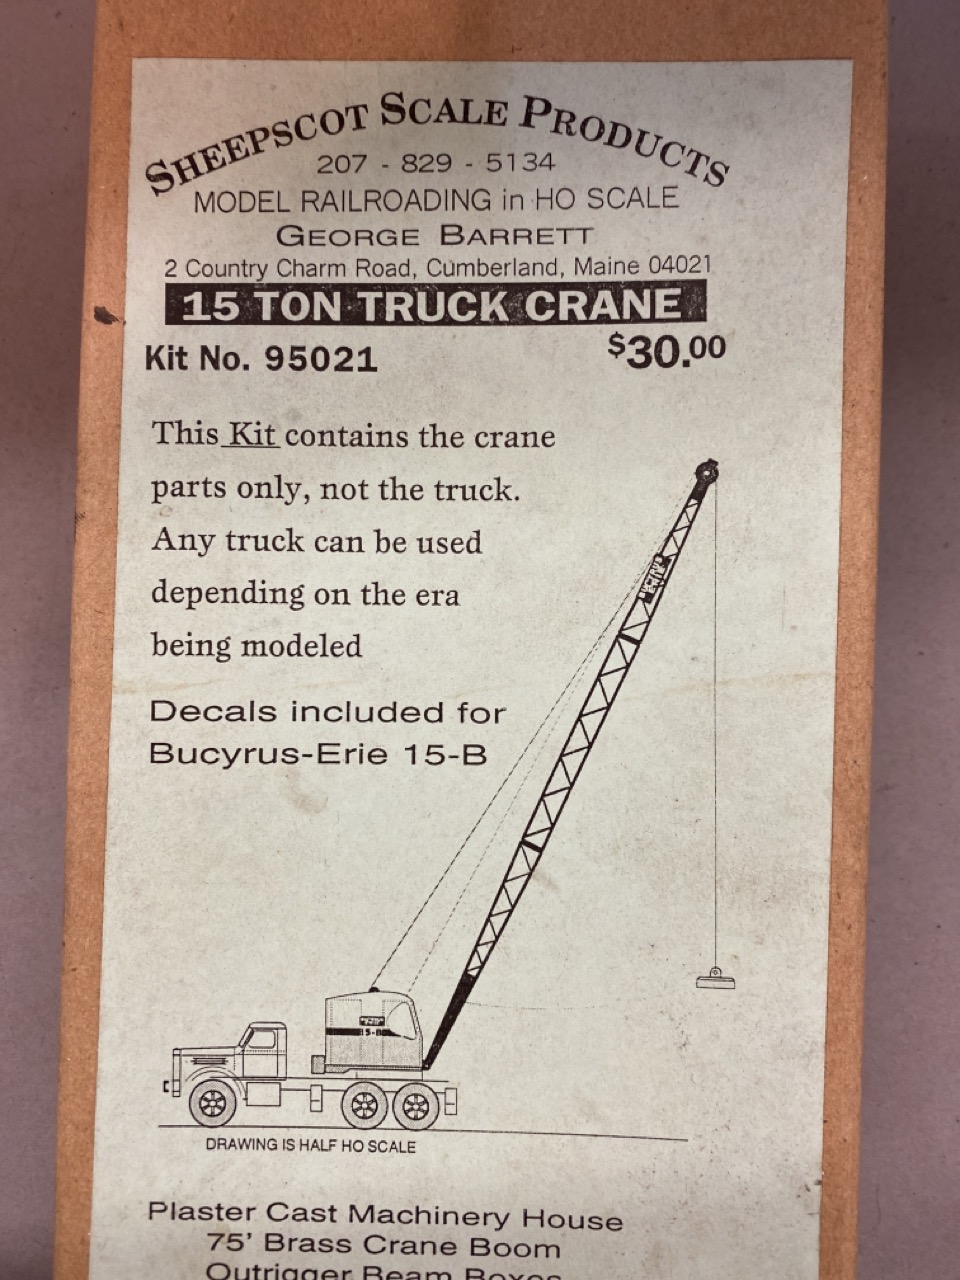 SHEEPSCOT SCALE PRODUCTS
207 - 829 - 5134
MODEL RAILROADING in HO SCALE
GEORGE BARRETT
2 Country Charm Road, Cumberland, Maine 04021
15 TON TRUCK CRANE
Kit No. 95021 $30.00
This Kit contains the crane
parts only, not the truck.
Any truck can be used
depending on the era
being modeled
Decals included for
Bucyrus-Erie 15-B
DRAWING IS HALF HO SCALE
Plaster Cast Machinery House
75' Brass Crane Boom
Outrigger Beam Boxes